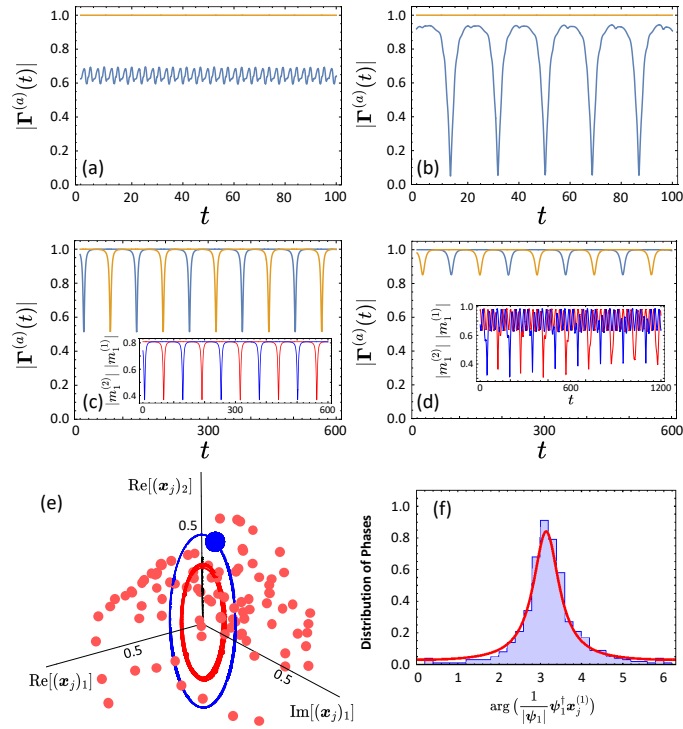 |Γ^(a)(t)|
1.0
0.8
0.6
0.4
0.2
0.0
(a)
0 20 40 60 80 100
t
|Γ^(a)(t)|
1.0
0.8
0.6
0.4
0.2
0.0
(b)
0 20 40 60 80 100
t
|Γ^(a)(t)|
1.0
0.8
0.6
0.4
0.2
0.0
|m_1^(2)| |m_1^(1)|
0.8
0.6
0.4
0 300 600
(c)
0 300 600
t
|Γ^(a)(t)|
1.0
0.8
0.6
0.4
0.2
0.0
|m_1^(2)| |m_1^(1)|
1.0
0.6
0.4
0 600 1200
t
(d)
0 300 600
t
(e)
Re[(x_j)_2]
0.5
0.5
Re[(x_j)_1]
0.5
Im[(x_j)_1]
(f)
Distribution of Phases
1.0
0.8
0.6
0.4
0.2
0.0
0 1 2 3 4 5 6
arg(1/|ψ_1| ψ_1^† x_j^(1))